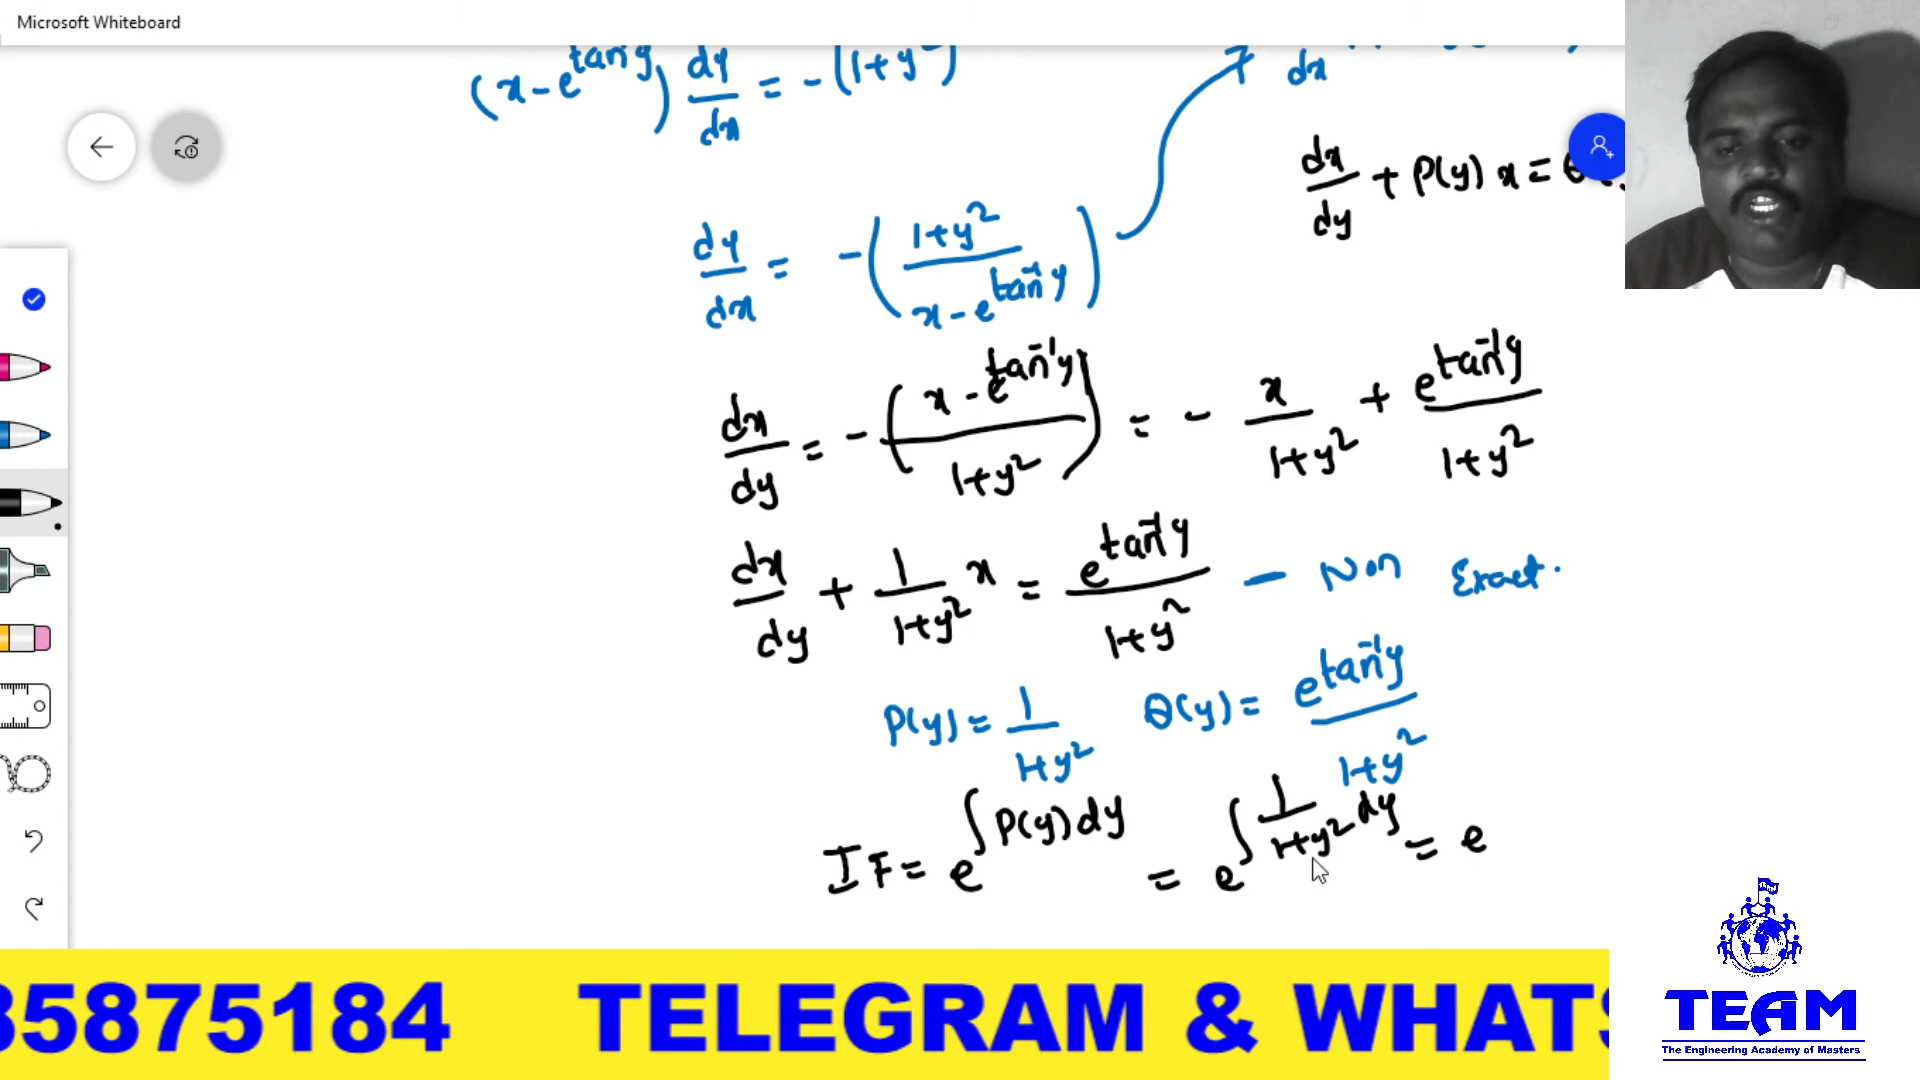 Microsoft Whiteboard
(x-e^{tan⁻¹y}) dy/dx = -(1+y²)
dx
dx/dy + P(y) x =
dy/dx = -((1+y²)/(x-e^{tan⁻¹y}))
dx/dy = -((x-e^{tan⁻¹y})/(1+y²)) = - x/(1+y²) + e^{tan⁻¹y}/(1+y²)
dx/dy + 1/(1+y²) x = e^{tan⁻¹y}/(1+y²) - Non Exact.
P(y) = 1/(1+y²) Q(y) = e^{tan⁻¹y}/(1+y²)
IF = e^{∫P(y)dy} = e^{∫1/(1+y²) dy} = e
35875184 TELEGRAM & WHATS
TEAM
The Engineering Academy of Masters